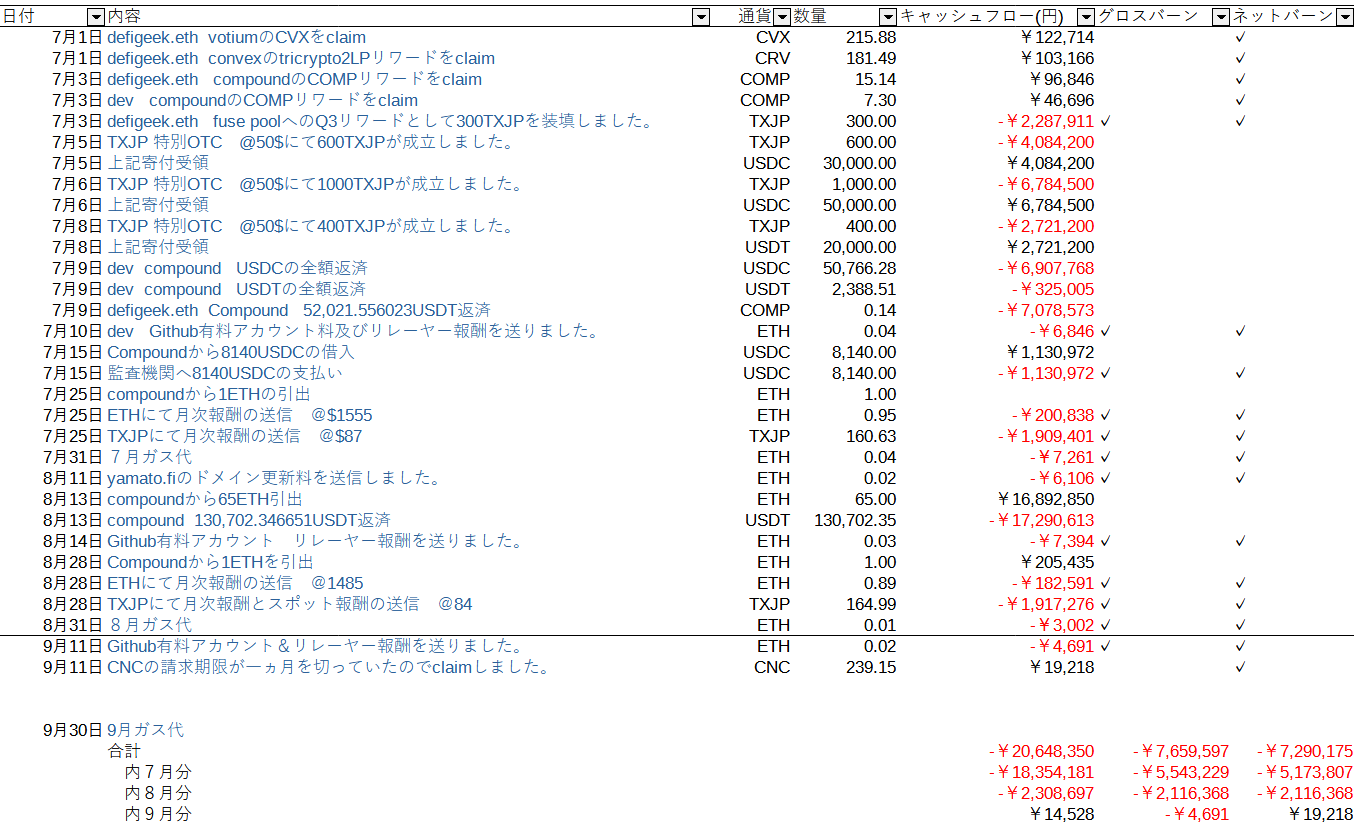 日付 内容 通貨 数量 キャッシュフロー(円) グロスバーン ネットバーン
7月1日 defigeek.eth votiumのCVXをclaim CVX 215.88 ￥122,714 ✓
7月1日 defigeek.eth convexのtricrypto2LPリワードをclaim CRV 181.49 ￥103,166 ✓
7月3日 defigeek.eth compoundのCOMPリワードをclaim COMP 15.14 ￥96,846 ✓
7月3日 dev compoundのCOMPリワードをclaim COMP 7.30 ￥46,696 ✓
7月3日 defigeek.eth fuse poolへのQ3リワードとして300TXJPを装填しました。 TXJP 300.00 -￥2,287,911 ✓ ✓
7月5日 TXJP 特別OTC @50$にて600TXJPが成立しました。 TXJP 600.00 -￥4,084,200
7月5日 上記寄付受領 USDC 30,000.00 ￥4,084,200
7月6日 TXJP 特別OTC @50$にて1000TXJPが成立しました。 TXJP 1,000.00 -￥6,784,500
7月6日 上記寄付受領 USDC 50,000.00 ￥6,784,500
7月8日 TXJP 特別OTC @50$にて400TXJPが成立しました。 TXJP 400.00 -￥2,721,200
7月8日 上記寄付受領 USDT 20,000.00 ￥2,721,200
7月9日 dev compound USDCの全額返済 USDC 50,766.28 -￥6,907,768
7月9日 dev compound USDTの全額返済 USDT 2,388.51 -￥325,005
7月9日 defigeek.eth Compound 52,021.556023USDT返済 COMP 0.14 -￥7,078,573
7月10日 dev Github有料アカウント料及びリレーヤー報酬を送りました。 ETH 0.04 -￥6,846 ✓ ✓
7月15日 Compoundから8140USDCの借入 USDC 8,140.00 ￥1,130,972
7月15日 監査機関へ8140USDCの支払い USDC 8,140.00 -￥1,130,972 ✓ ✓
7月25日 compoundから1ETHの引出 ETH 1.00
7月25日 ETHにて月次報酬の送信 ＠$1555 ETH 0.95 -￥200,838 ✓ ✓
7月25日 TXJPにて月次報酬の送信 ＠$87 TXJP 160.63 -￥1,909,401 ✓ ✓
7月31日 ７月ガス代 ETH 0.04 -￥7,261 ✓ ✓
8月11日 yamato.fiのドメイン更新料を送信しました。 ETH 0.02 -￥6,106 ✓ ✓
8月13日 compoundから65ETH引出 ETH 65.00 ￥16,892,850
8月13日 compound 130,702.346651USDT返済 USDT 130,702.35 -￥17,290,613
8月14日 Github有料アカウント リレーヤー報酬を送りました。 ETH 0.03 -￥7,394 ✓ ✓
8月28日 Compoundから1ETHを引出 ETH 1.00 ￥205,435
8月28日 ETHにて月次報酬の送信 ＠1485 ETH 0.89 -￥182,591 ✓ ✓
8月28日 TXJPにて月次報酬とスポット報酬の送信 ＠84 TXJP 164.99 -￥1,917,276 ✓ ✓
8月31日 ８月ガス代 ETH 0.01 -￥3,002 ✓ ✓
9月11日 Github有料アカウント＆リレーヤー報酬を送りました。 ETH 0.02 -￥4,691 ✓ ✓
9月11日 CNCの請求期限が一ヵ月を切っていたのでclaimしました。 CNC 239.15 ￥19,218 ✓
9月30日 9月ガス代
合計 -￥20,648,350 -￥7,659,597 -￥7,290,175
内７月分 -￥18,354,181 -￥5,543,229 -￥5,173,807
内８月分 -￥2,308,697 -￥2,116,368 -￥2,116,368
内９月分 ￥14,528 -￥4,691 ￥19,218